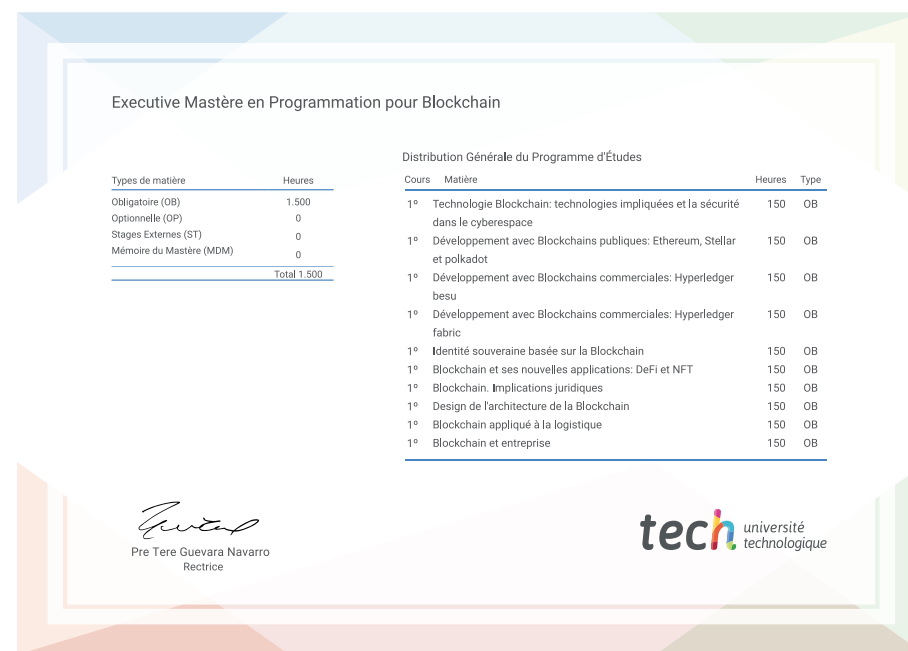 Executive Mastère en Programmation pour Blockchain
Types de matière Heures
Obligatoire (OB) 1.500
Optionnelle (OP) 0
Stages Externes (ST) 0
Mémoire du Mastère (MDM) 0
Total 1.500
Distribution Générale du Programme d'Études
Cours Matière Heures Type
1º Technologie Blockchain: technologies impliquées et la sécurité 150 OB
dans le cyberespace
1º Développement avec Blockchains publiques: Ethereum, Stellar 150 OB
et polkadot
1º Développement avec Blockchains commerciales: Hyperledger 150 OB
besu
1º Développement avec Blockchains commerciales: Hyperledger 150 OB
fabric
1º Identité souveraine basée sur la Blockchain 150 OB
1º Blockchain et ses nouvelles applications: DeFi et NFT 150 OB
1º Blockchain. Implications juridiques 150 OB
1º Design de l'architecture de la Blockchain 150 OB
1º Blockchain appliqué à la logistique 150 OB
1º Blockchain et entreprise 150 OB
Pre Tere Guevara Navarro
Rectrice
tech université
technologique